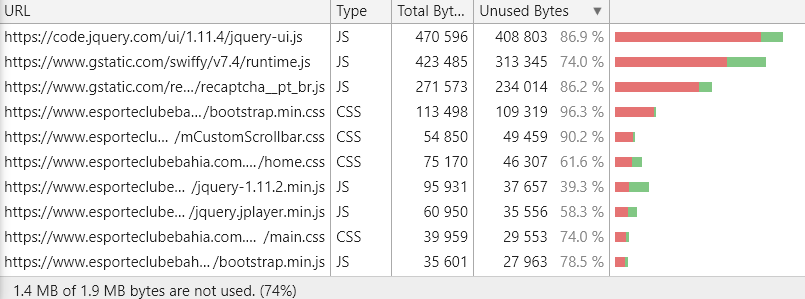 URL Type Total Byt... Unused Bytes ▼
https://code.jquery.com/ui/1.11.4/jquery-ui.js JS 470 596 408 803 86.9 %
https://www.gstatic.com/swiffy/v7.4/runtime.js JS 423 485 313 345 74.0 %
https://www.gstatic.com/re.../recaptcha__pt_br.js JS 271 573 234 014 86.2 %
https://www.esporteclubeba.../bootstrap.min.css CSS 113 498 109 319 96.3 %
https://www.esporteclu... /mCustomScrollbar.css CSS 54 850 49 459 90.2 %
https://www.esporteclubebahia.com.... /home.css CSS 75 170 46 307 61.6 %
https://www.esporteclube... /jquery-1.11.2.min.js JS 95 931 37 657 39.3 %
https://www.esporteclube... /jquery.jplayer.min.js JS 60 950 35 556 58.3 %
https://www.esporteclubebahia.com.... /main.css CSS 39 959 29 553 74.0 %
https://www.esporteclubebah... /bootstrap.min.js JS 35 601 27 963 78.5 %
1.4 MB of 1.9 MB bytes are not used. (74%)